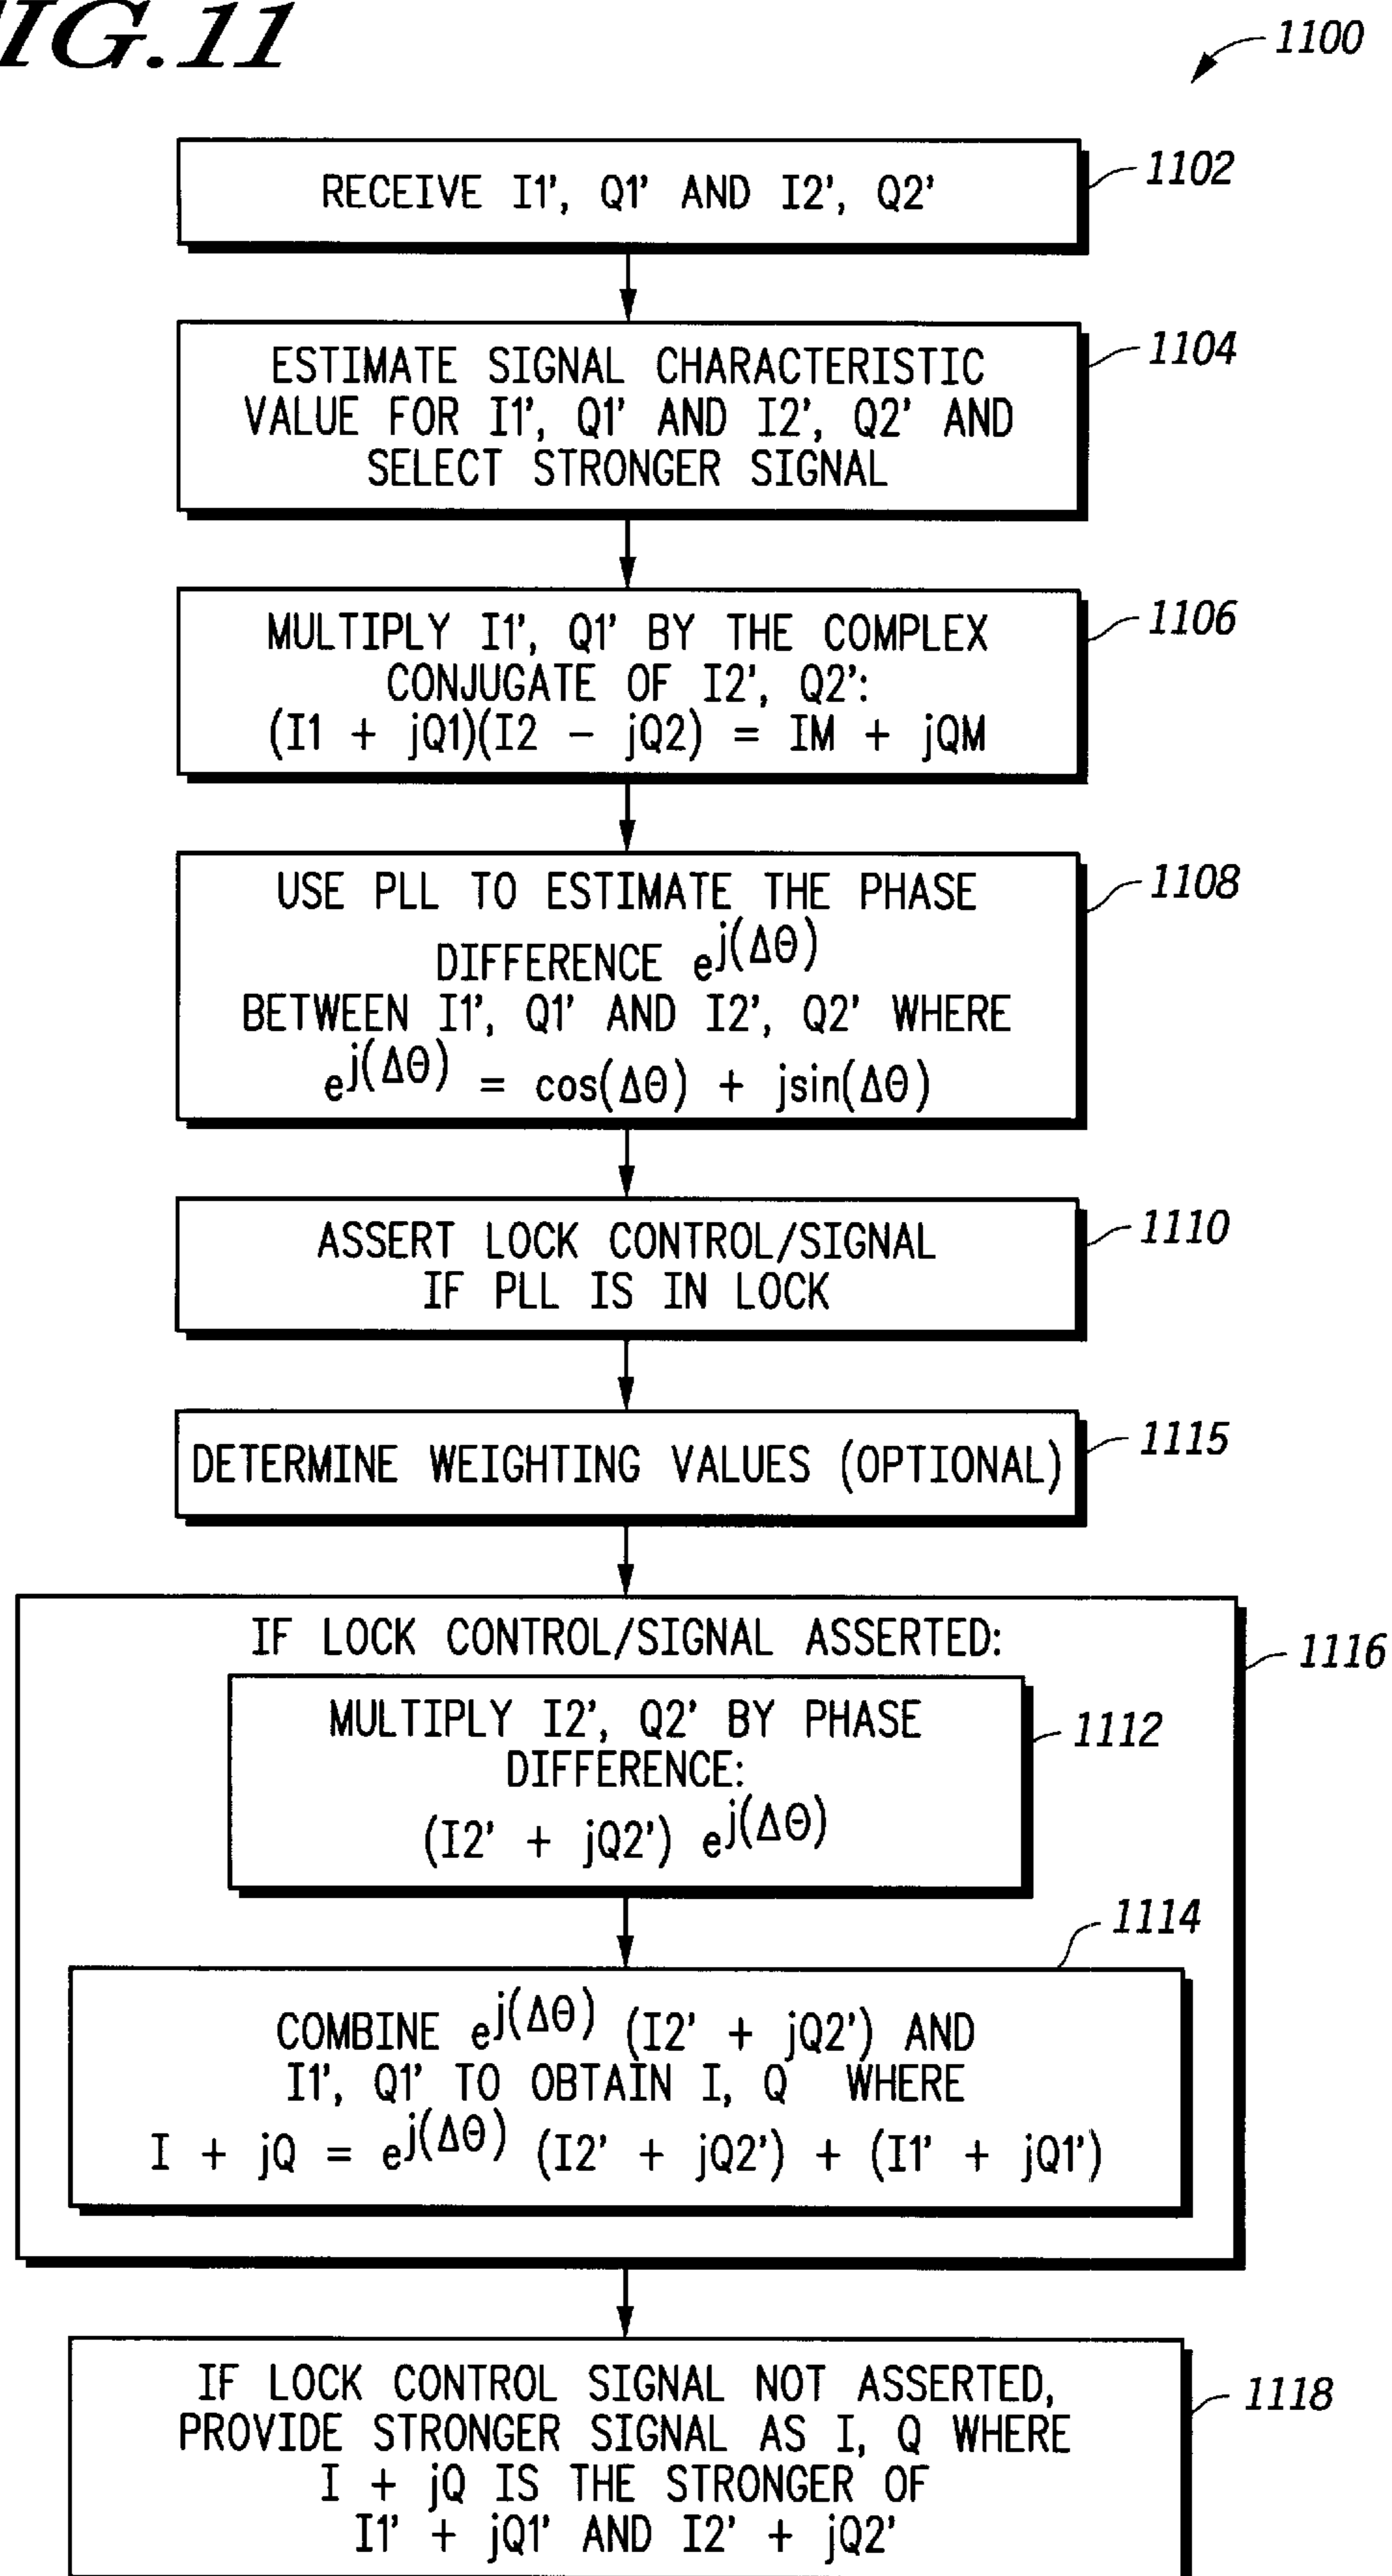 FIG.11
1100
RECEIVE I1', Q1' AND I2', Q2'
1102
ESTIMATE SIGNAL CHARACTERISTIC
VALUE FOR I1', Q1' AND I2', Q2' AND
SELECT STRONGER SIGNAL
1104
MULTIPLY I1', Q1' BY THE COMPLEX
CONJUGATE OF I2', Q2':
(I1 + jQ1)(I2 - jQ2) = IM + jQM
1106
USE PLL TO ESTIMATE THE PHASE
DIFFERENCE e^j(ΔΘ)
BETWEEN I1', Q1' AND I2', Q2' WHERE
e^j(ΔΘ) = cos(ΔΘ) + jsin(ΔΘ)
1108
ASSERT LOCK CONTROL/SIGNAL
IF PLL IS IN LOCK
1110
DETERMINE WEIGHTING VALUES (OPTIONAL)
1115
IF LOCK CONTROL/SIGNAL ASSERTED:
1116
MULTIPLY I2', Q2' BY PHASE
DIFFERENCE:
(I2' + jQ2') e^j(ΔΘ)
1112
1114
COMBINE e^j(ΔΘ) (I2' + jQ2') AND
I1', Q1' TO OBTAIN I, Q WHERE
I + jQ = e^j(ΔΘ) (I2' + jQ2') + (I1' + jQ1')
IF LOCK CONTROL SIGNAL NOT ASSERTED,
PROVIDE STRONGER SIGNAL AS I, Q WHERE
I + jQ IS THE STRONGER OF
I1' + jQ1' AND I2' + jQ2'
1118